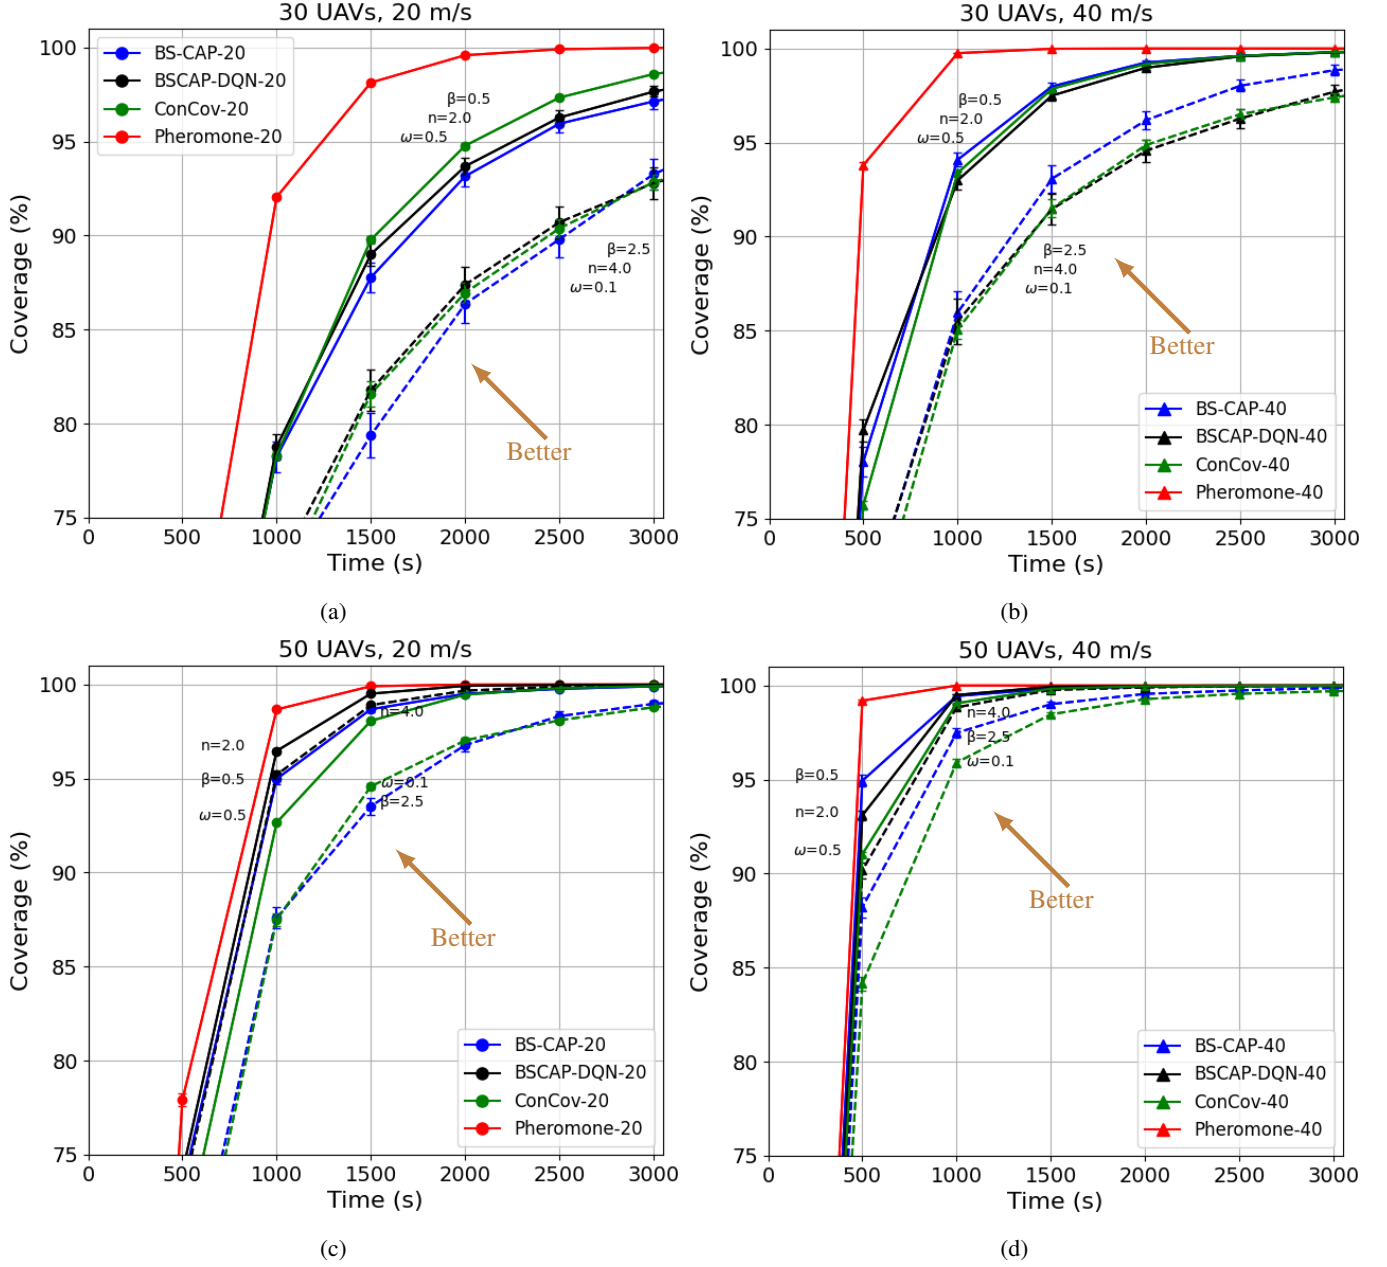 30 UAVs, 20 m/s
100
95
90
85
80
75
0 500 1000 1500 2000 2500 3000
Coverage (%)
Time (s)
BS-CAP-20
BSCAP-DQN-20
ConCov-20
Pheromone-20
β=0.5
n=2.0
ω=0.5
β=2.5
n=4.0
ω=0.1
Better
(a)
30 UAVs, 40 m/s
100
95
90
85
80
75
0 500 1000 1500 2000 2500 3000
Coverage (%)
Time (s)
β=0.5
n=2.0
ω=0.5
β=2.5
n=4.0
ω=0.1
Better
BS-CAP-40
BSCAP-DQN-40
ConCov-40
Pheromone-40
(b)
50 UAVs, 20 m/s
100
95
90
85
80
75
0 500 1000 1500 2000 2500 3000
Coverage (%)
Time (s)
n=4.0
n=2.0
β=0.5
ω=0.5
ω=0.1
β=2.5
Better
BS-CAP-20
BSCAP-DQN-20
ConCov-20
Pheromone-20
(c)
50 UAVs, 40 m/s
100
95
90
85
80
75
0 500 1000 1500 2000 2500 3000
Coverage (%)
Time (s)
n=4.0
β=2.5
ω=0.1
β=0.5
n=2.0
ω=0.5
Better
BS-CAP-40
BSCAP-DQN-40
ConCov-40
Pheromone-40
(d)